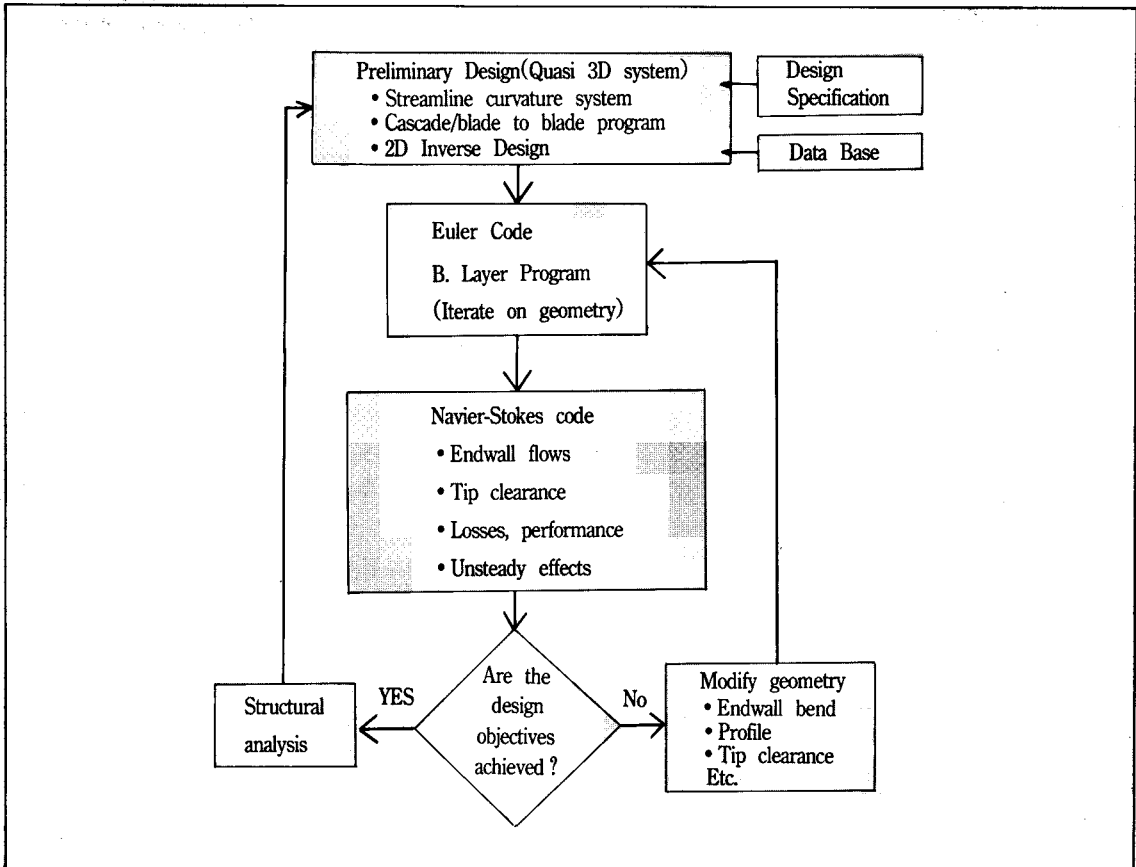 Preliminary Design(Quasi 3D system)
• Streamline curvature system
• Cascade/blade to blade program
• 2D Inverse Design
Design
Specification
Data Base
Euler Code
B. Layer Program
(Iterate on geometry)
Navier-Stokes code
• Endwall flows
• Tip clearance
• Losses, performance
• Unsteady effects
Are the
design
objectives
achieved ?
YES
No
Structural
analysis
Modify geometry
• Endwall bend
• Profile
• Tip clearance
Etc.